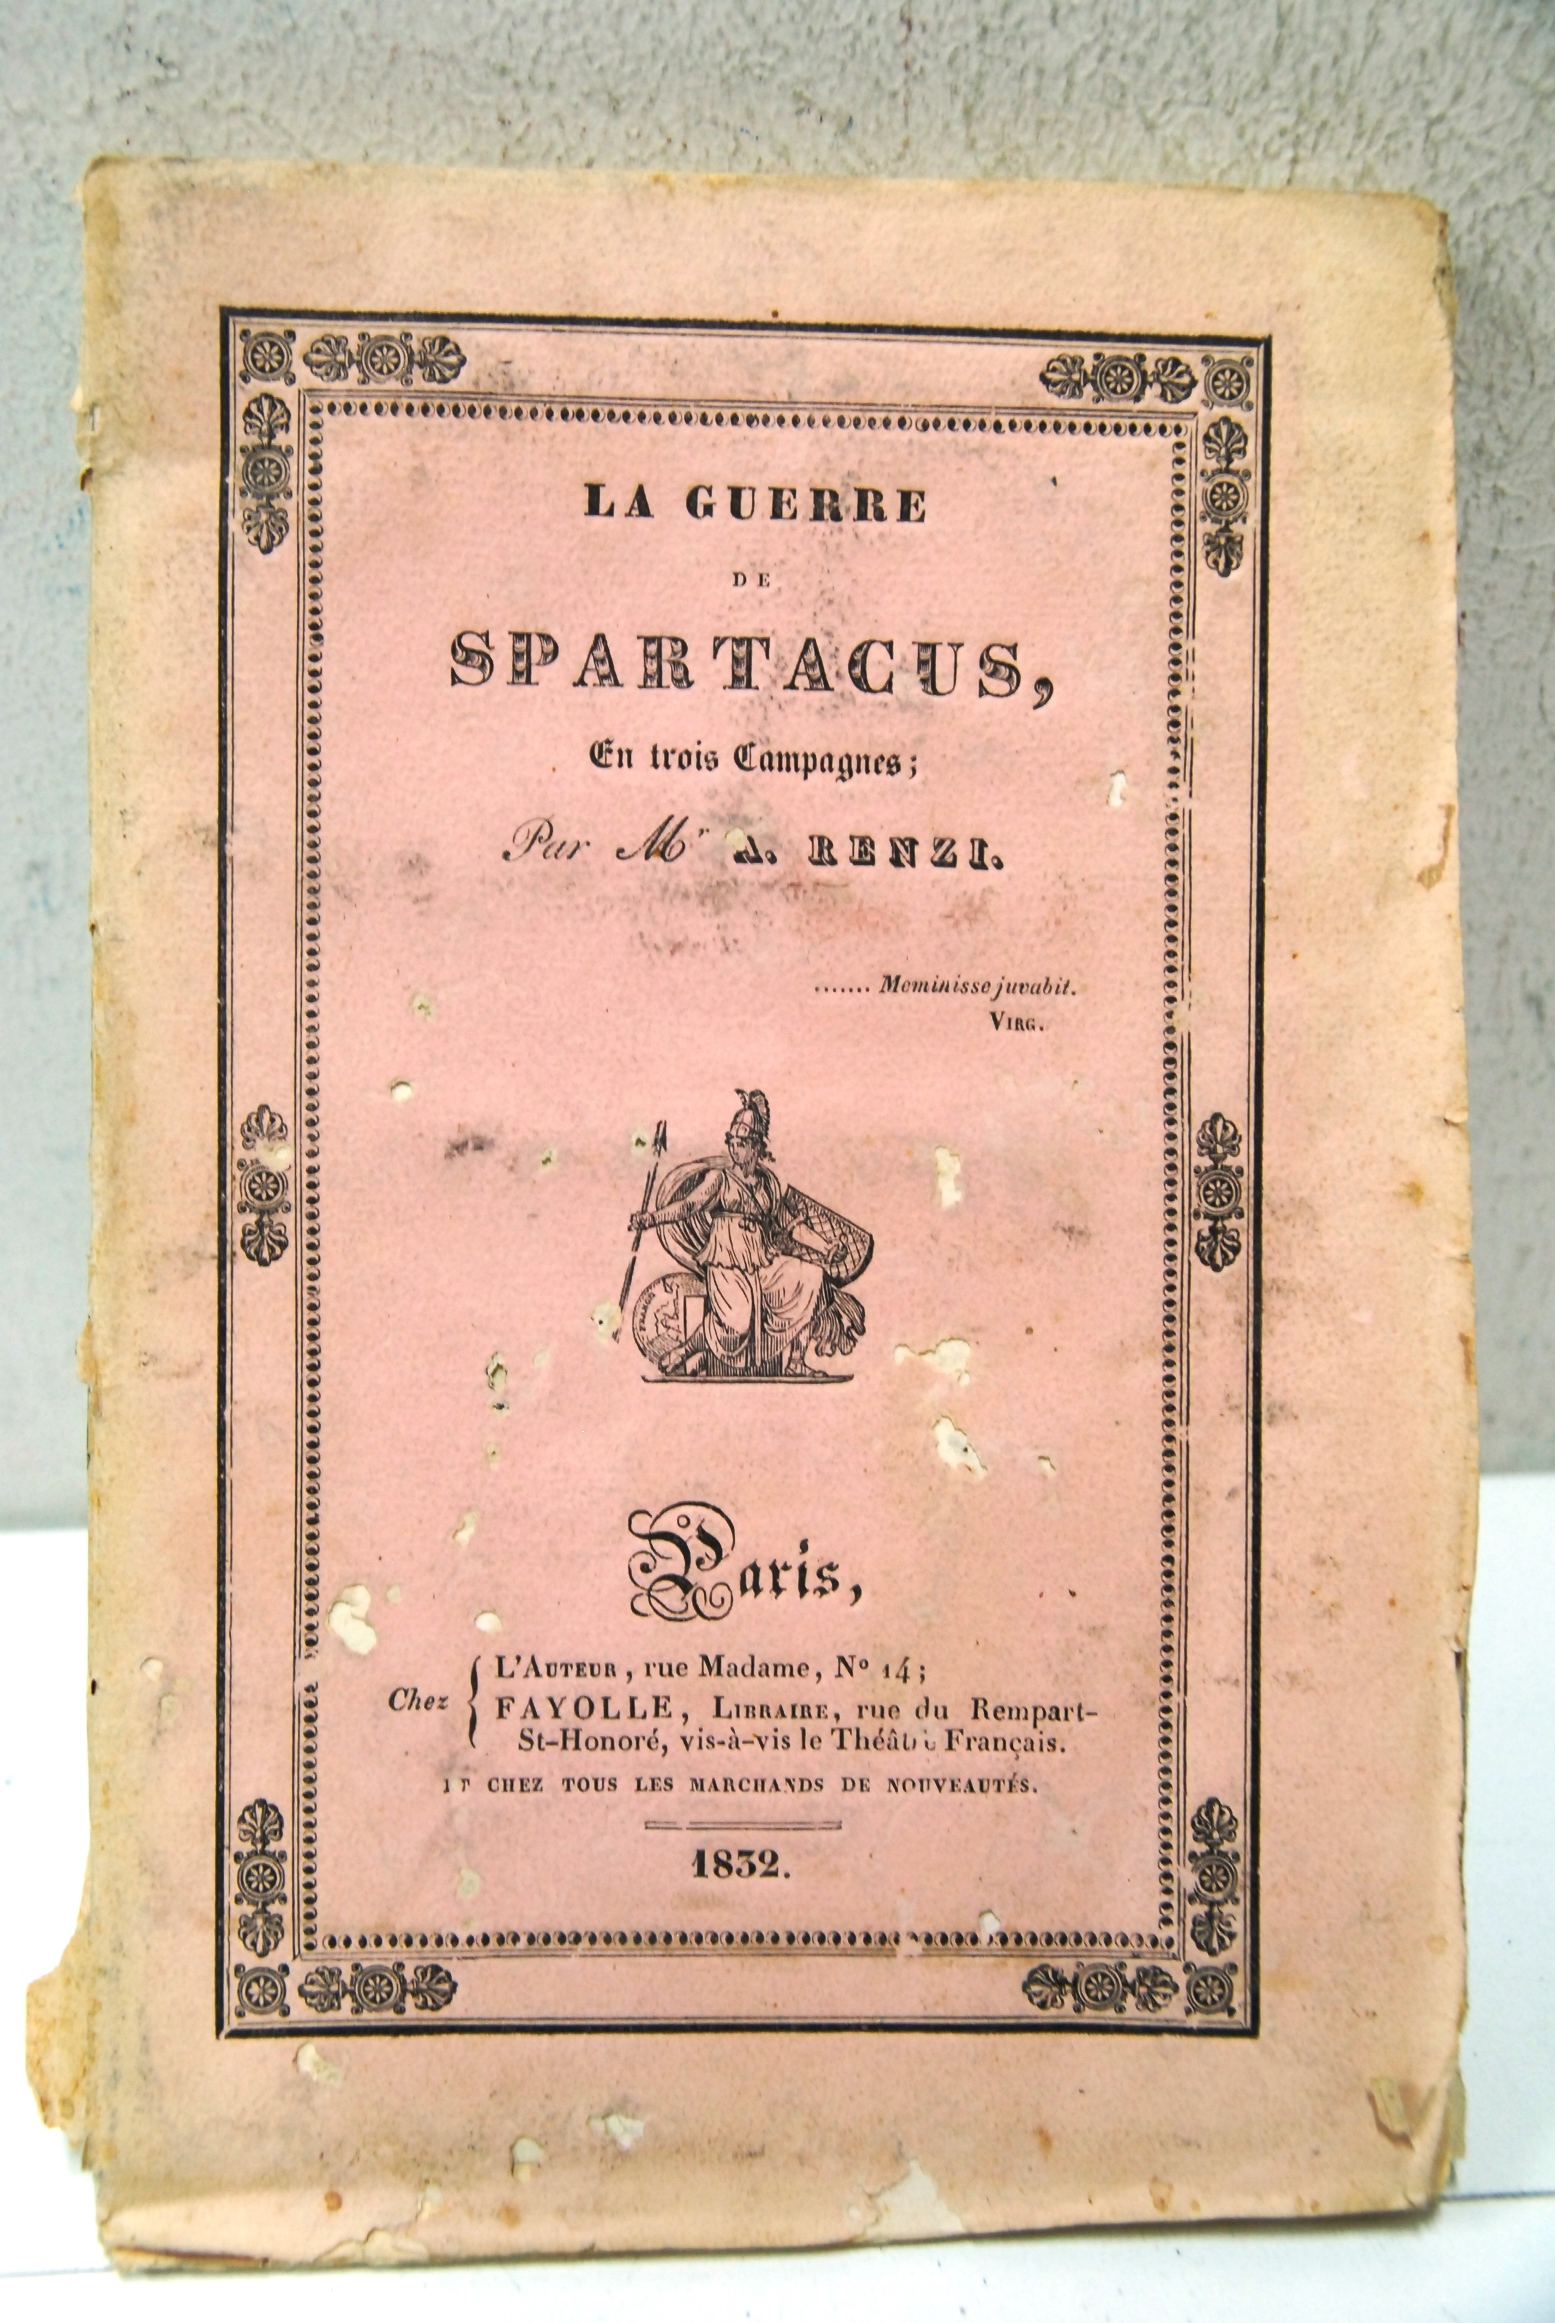 LA GUERRE
DE
SPARTACUS,
En trois Campagnes;
Par Mr A. RENZI.
....... Meminisse juvabit.
VIRG.
Paris,
Chez { L'AUTEUR, rue Madame, No 14;
FAYOLLE, LIBRAIRE, rue du Rempart-
St-Honoré, vis-à-vis le Théâtre Français.
ET CHEZ TOUS LES MARCHANDS DE NOUVEAUTÉS.
1832.